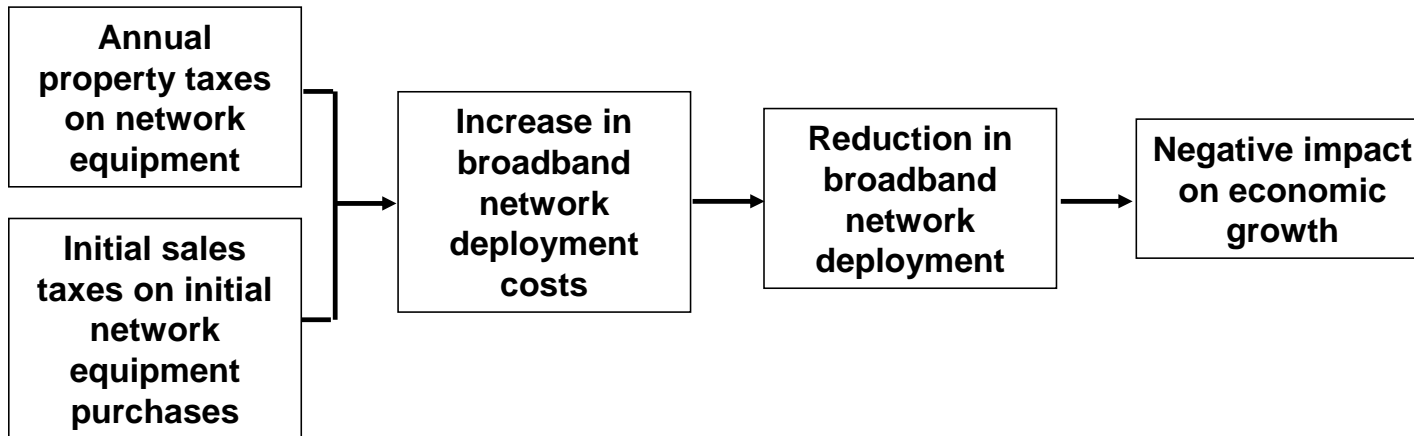 Annual
property taxes
on network
equipment
Initial sales
taxes on initial
network
equipment
purchases
Increase in
broadband
network
deployment
costs
Reduction in
broadband
network
deployment
Negative impact
on economic
growth